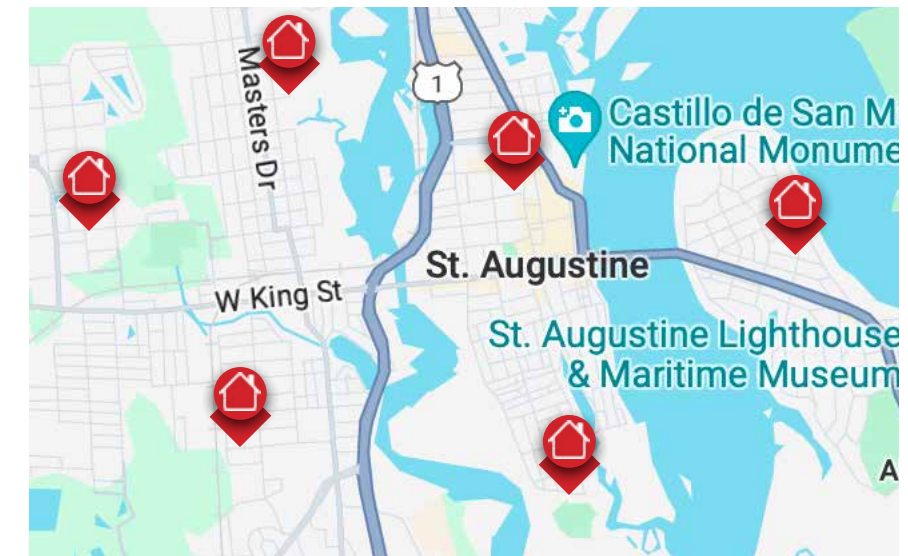 Masters Dr
1
Castillo de San M
National Monume
St. Augustine
W King St
St. Augustine Lighthouse
& Maritime Museum
A